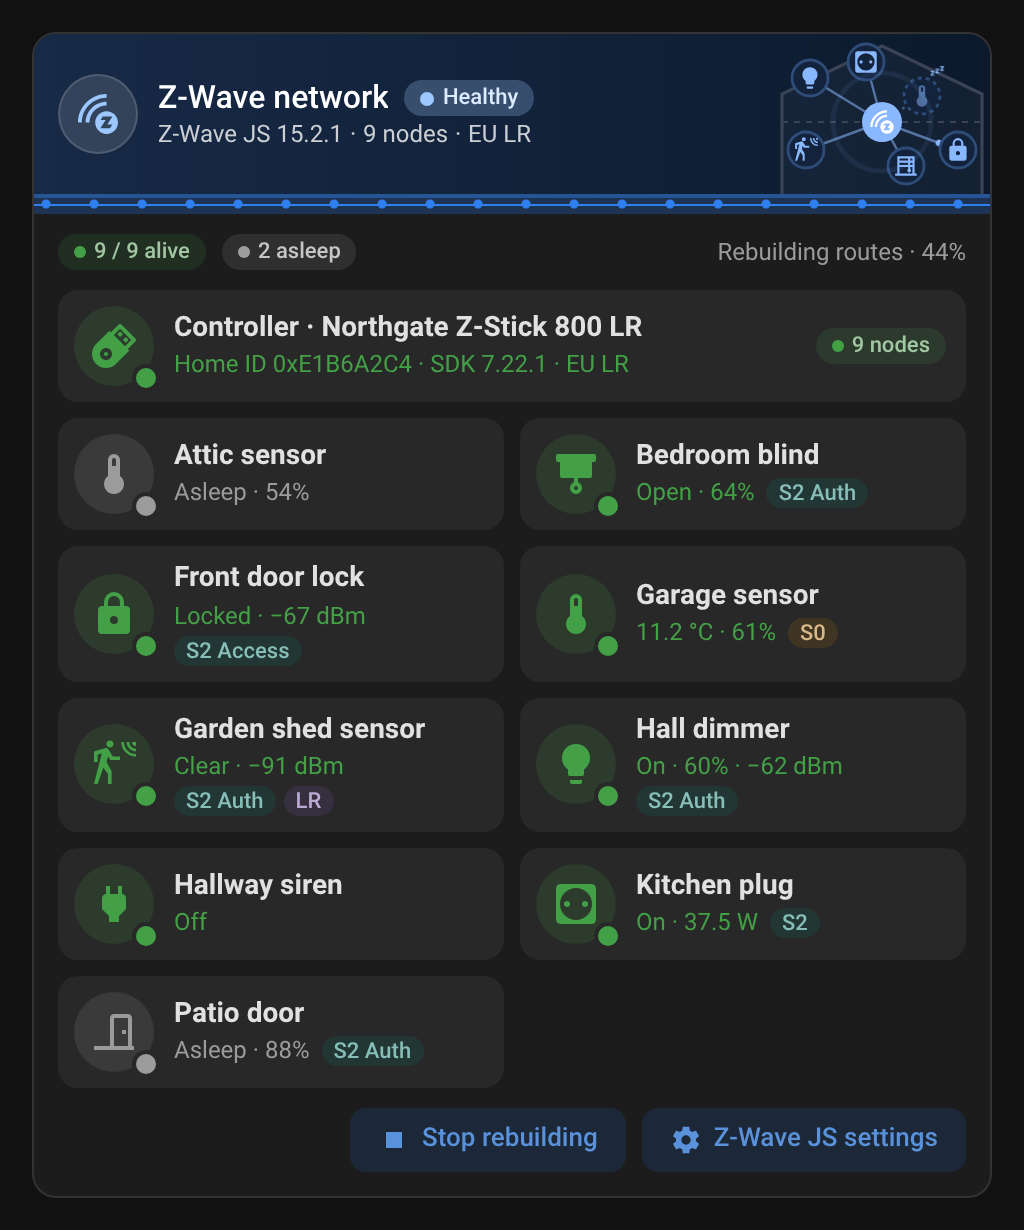 Z-Wave network
Healthy
Z-Wave JS 15.2.1 · 9 nodes · EU LR
zzz
9 / 9 alive
2 asleep
Rebuilding routes · 44%
Controller · Northgate Z-Stick 800 LR
Home ID 0xE1B6A2C4 · SDK 7.22.1 · EU LR
9 nodes
Attic sensor
Asleep · 54%
Bedroom blind
Open · 64% S2 Auth
Front door lock
Locked · −67 dBm
S2 Access
Garage sensor
11.2 °C · 61% S0
Garden shed sensor
Clear · −91 dBm
S2 Auth LR
Hall dimmer
On · 60% · −62 dBm
S2 Auth
Hallway siren
Off
Kitchen plug
On · 37.5 W S2
Patio door
Asleep · 88% S2 Auth
Stop rebuilding
Z-Wave JS settings